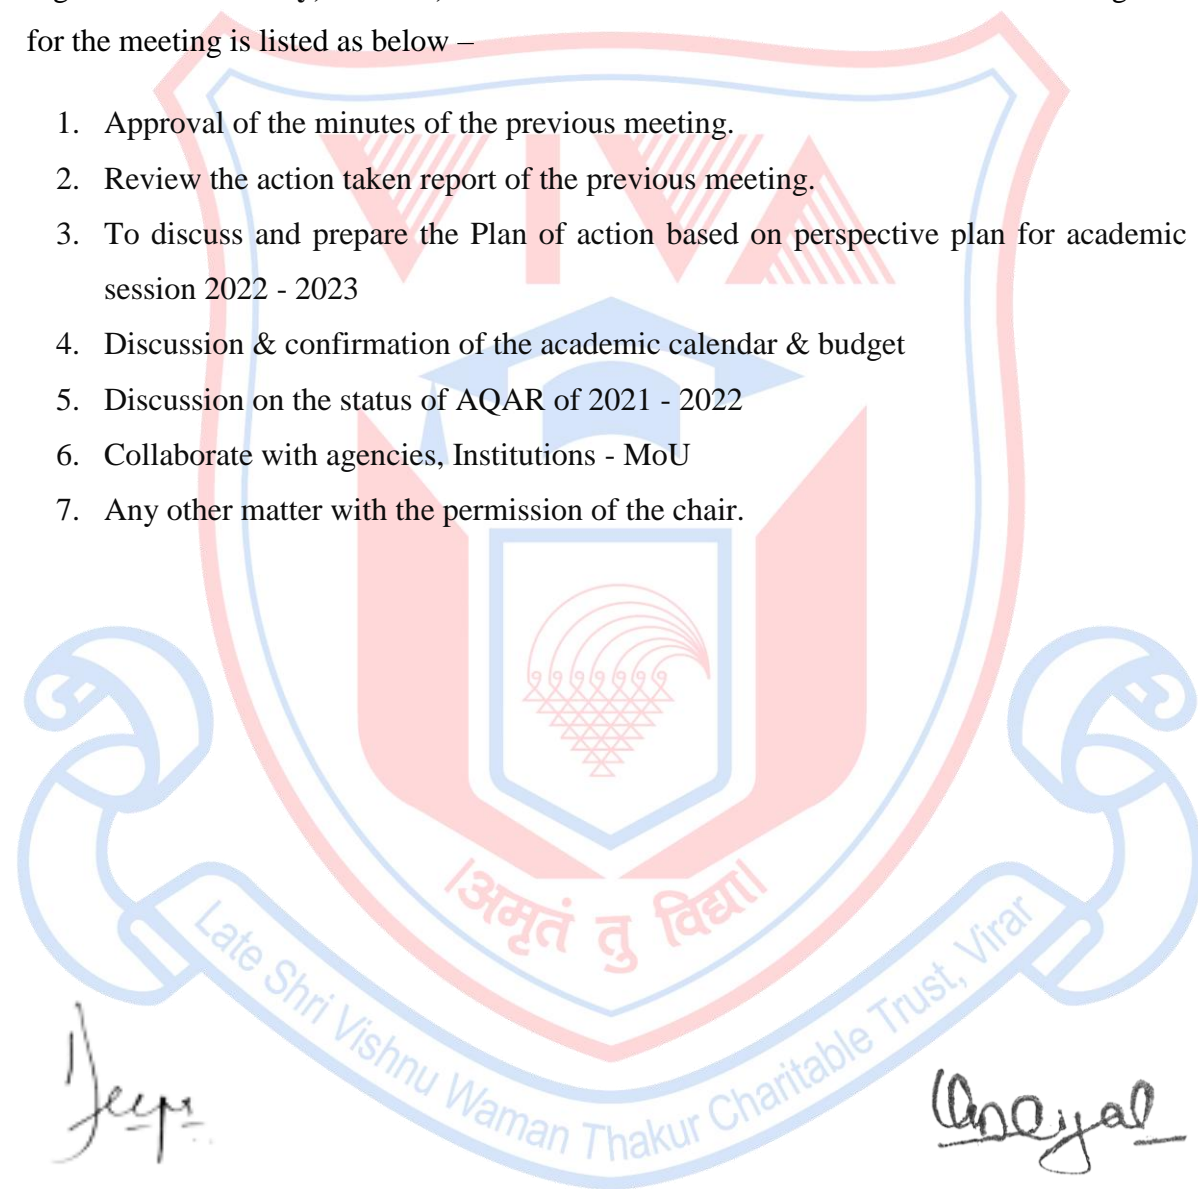 for the meeting is listed as below –
1. Approval of the minutes of the previous meeting.
2. Review the action taken report of the previous meeting.
3. To discuss and prepare the Plan of action based on perspective plan for academic
session 2022 - 2023
4. Discussion & confirmation of the academic calendar & budget
5. Discussion on the status of AQAR of 2021 - 2022
6. Collaborate with agencies, Institutions - MoU
7. Any other matter with the permission of the chair.
VIVA
।अमृतं तु विद्या।
Late Shri Vishnu Waman Thakur Charitable Trust, Virar